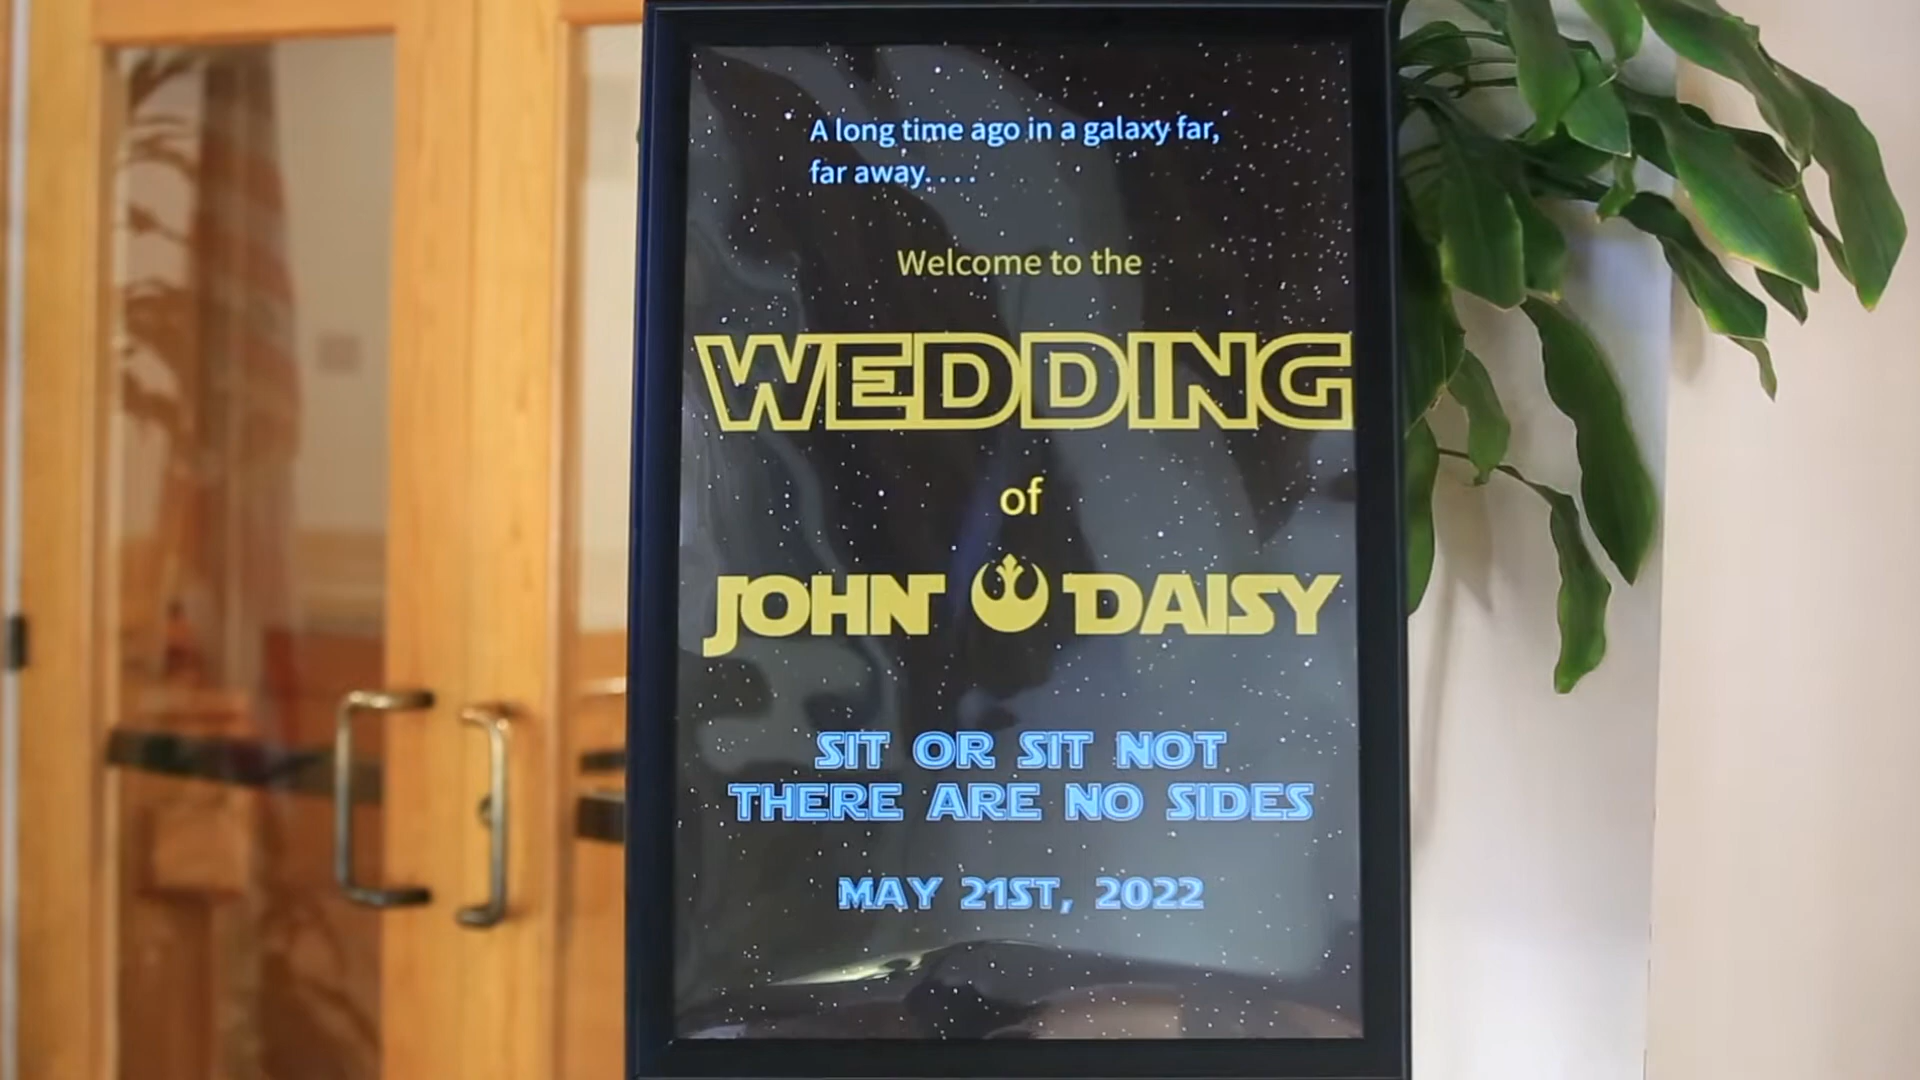 A long time ago in a galaxy far,
far away....
Welcome to the
WEDDING
of
JOHN DAISY
SIT OR SIT NOT
THERE ARE NO SIDES
MAY 21ST, 2022